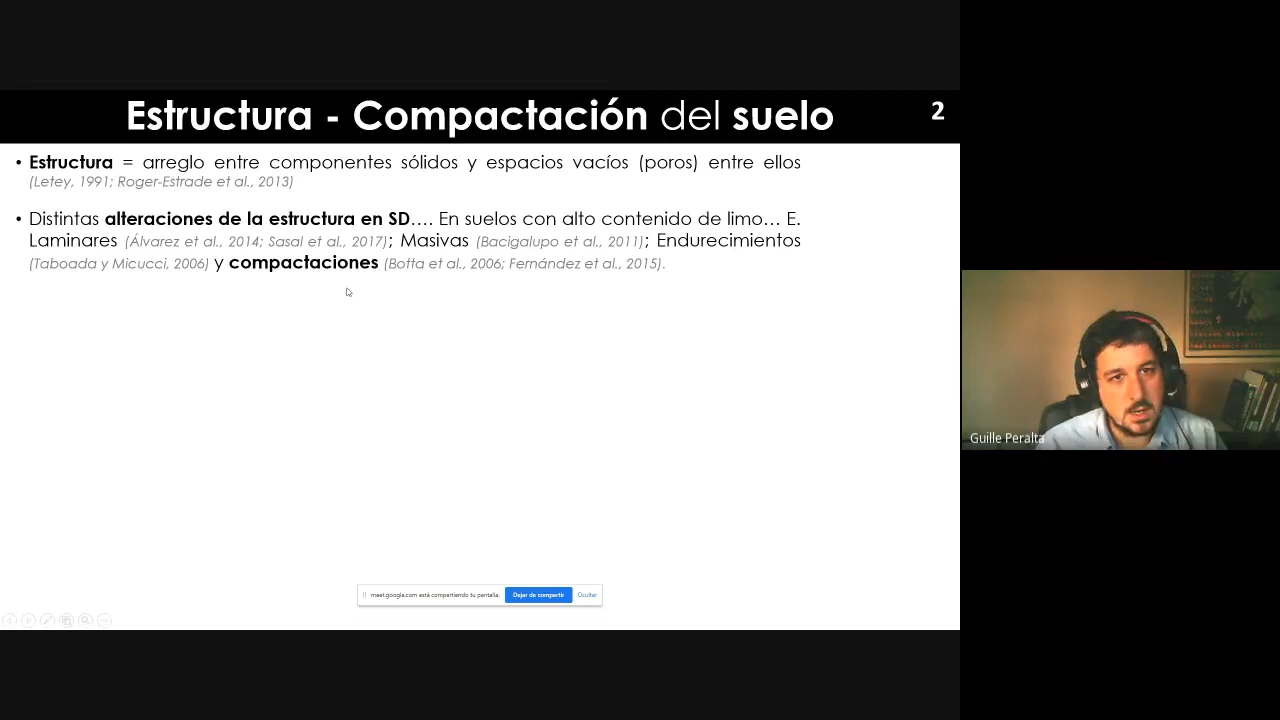 Estructura - Compactación del suelo
2
• Estructura = arreglo entre componentes sólidos y espacios vacíos (poros) entre ellos
(Letey, 1991; Roger-Estrade et al., 2013)
• Distintas alteraciones de la estructura en SD.... En suelos con alto contenido de limo... E.
Laminares (Álvarez et al., 2014; Sasal et al., 2017); Masivas (Bacigalupo et al., 2011); Endurecimientos
(Taboada y Micucci, 2006) y compactaciones (Botta et al., 2006; Fernández et al., 2015).
Guille Peralta
meet.google.com está compartiendo tu pantalla. Dejar de compartir Ocultar